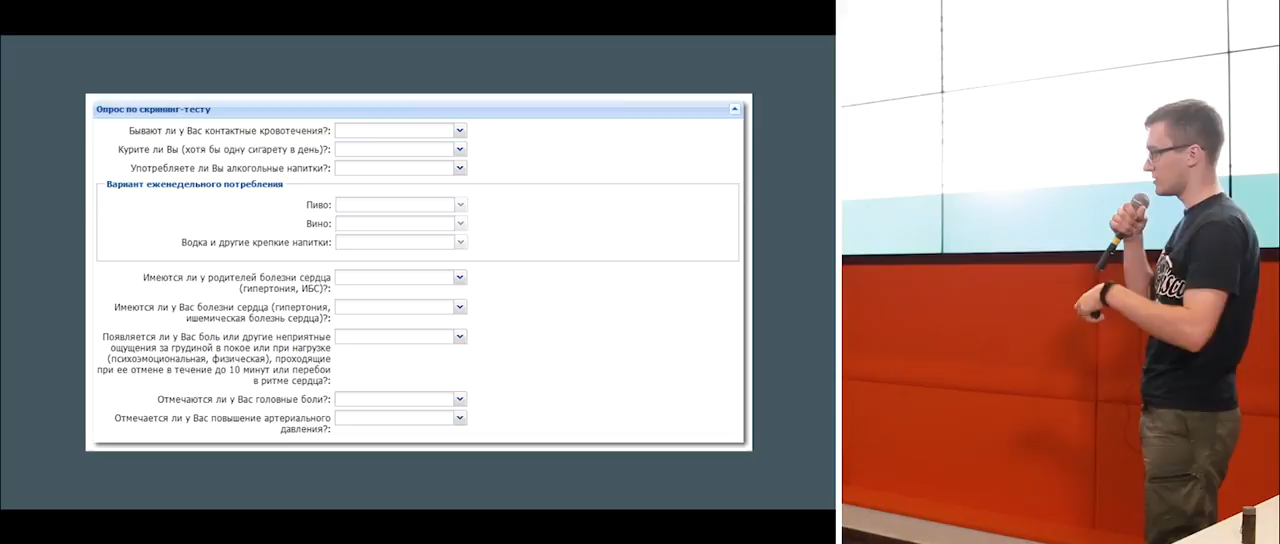 Опрос по скрининг-тесту
Бывают ли у Вас контактные кровотечения?:
Курите ли Вы (хотя бы одну сигарету в день)?:
Употребляете ли Вы алкогольные напитки?:
Вариант еженедельного потребления
Пиво:
Вино:
Водка и другие крепкие напитки:
Имеются ли у родителей болезни сердца
(гипертония, ИБС)?:
Имеются ли у Вас болезни сердца (гипертония,
ишемическая болезнь сердца)?:
Появляется ли у Вас боль или другие неприятные
ощущения за грудиной в покое или при нагрузке
(психоэмоциональная, физическая), проходящие
при ее отмене в течение до 10 минут или перебои
в ритме сердца?:
Отмечаются ли у Вас головные боли?:
Отмечается ли у Вас повышение артериального
давления?: